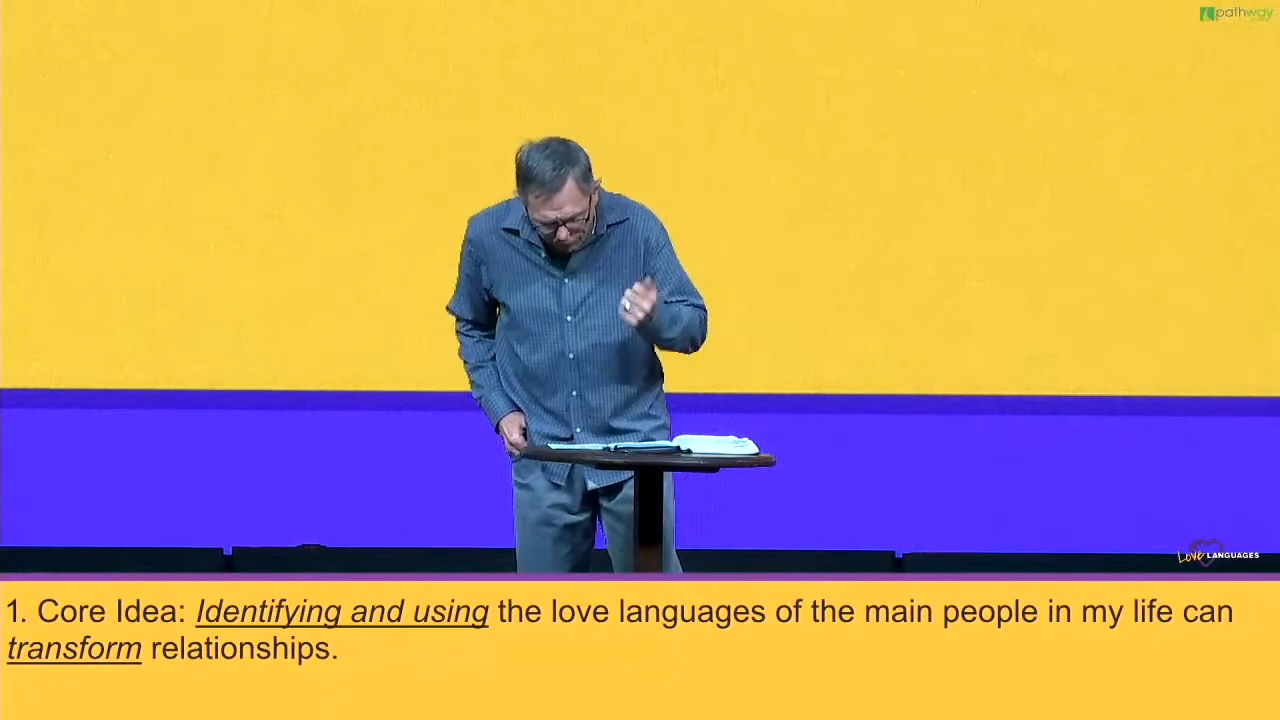 pathway
Love LANGUAGES
1. Core Idea: Identifying and using the love languages of the main people in my life can
transform relationships.